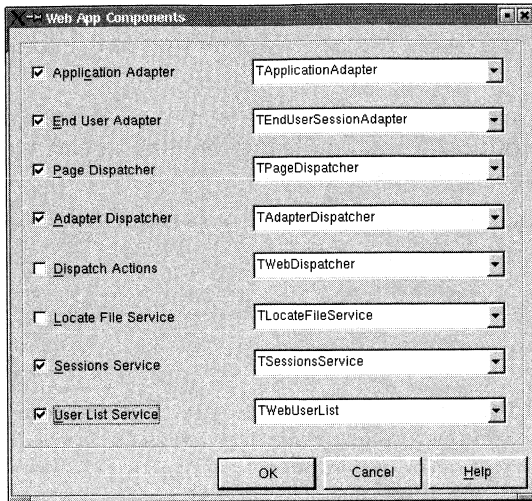 Web App Components
Application Adapter TApplicationAdapter
End User Adapter TEndUserSessionAdapter
Page Dispatcher TPageDispatcher
Adapter Dispatcher TAdapterDispatcher
Dispatch Actions TWebDispatcher
Locate File Service TLocateFileService
Sessions Service TSessionsService
User List Service TWebUserList
OK Cancel Help